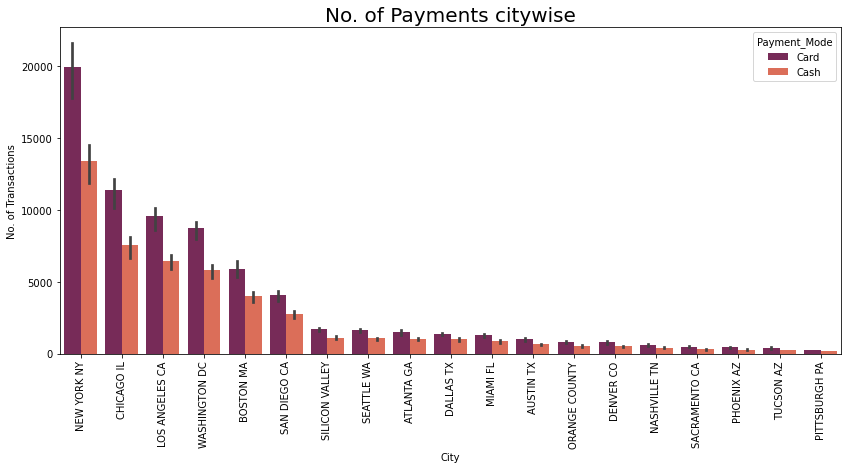 No. of Payments citywise
Payment_Mode
Card
Cash
No. of Transactions
20000
15000
10000
5000
0
NEW YORK NY
CHICAGO IL
LOS ANGELES CA
WASHINGTON DC
BOSTON MA
SAN DIEGO CA
SILICON VALLEY
SEATTLE WA
ATLANTA GA
DALLAS TX
MIAMI FL
AUSTIN TX
ORANGE COUNTY
DENVER CO
NASHVILLE TN
SACRAMENTO CA
PHOENIX AZ
TUCSON AZ
PITTSBURGH PA
City